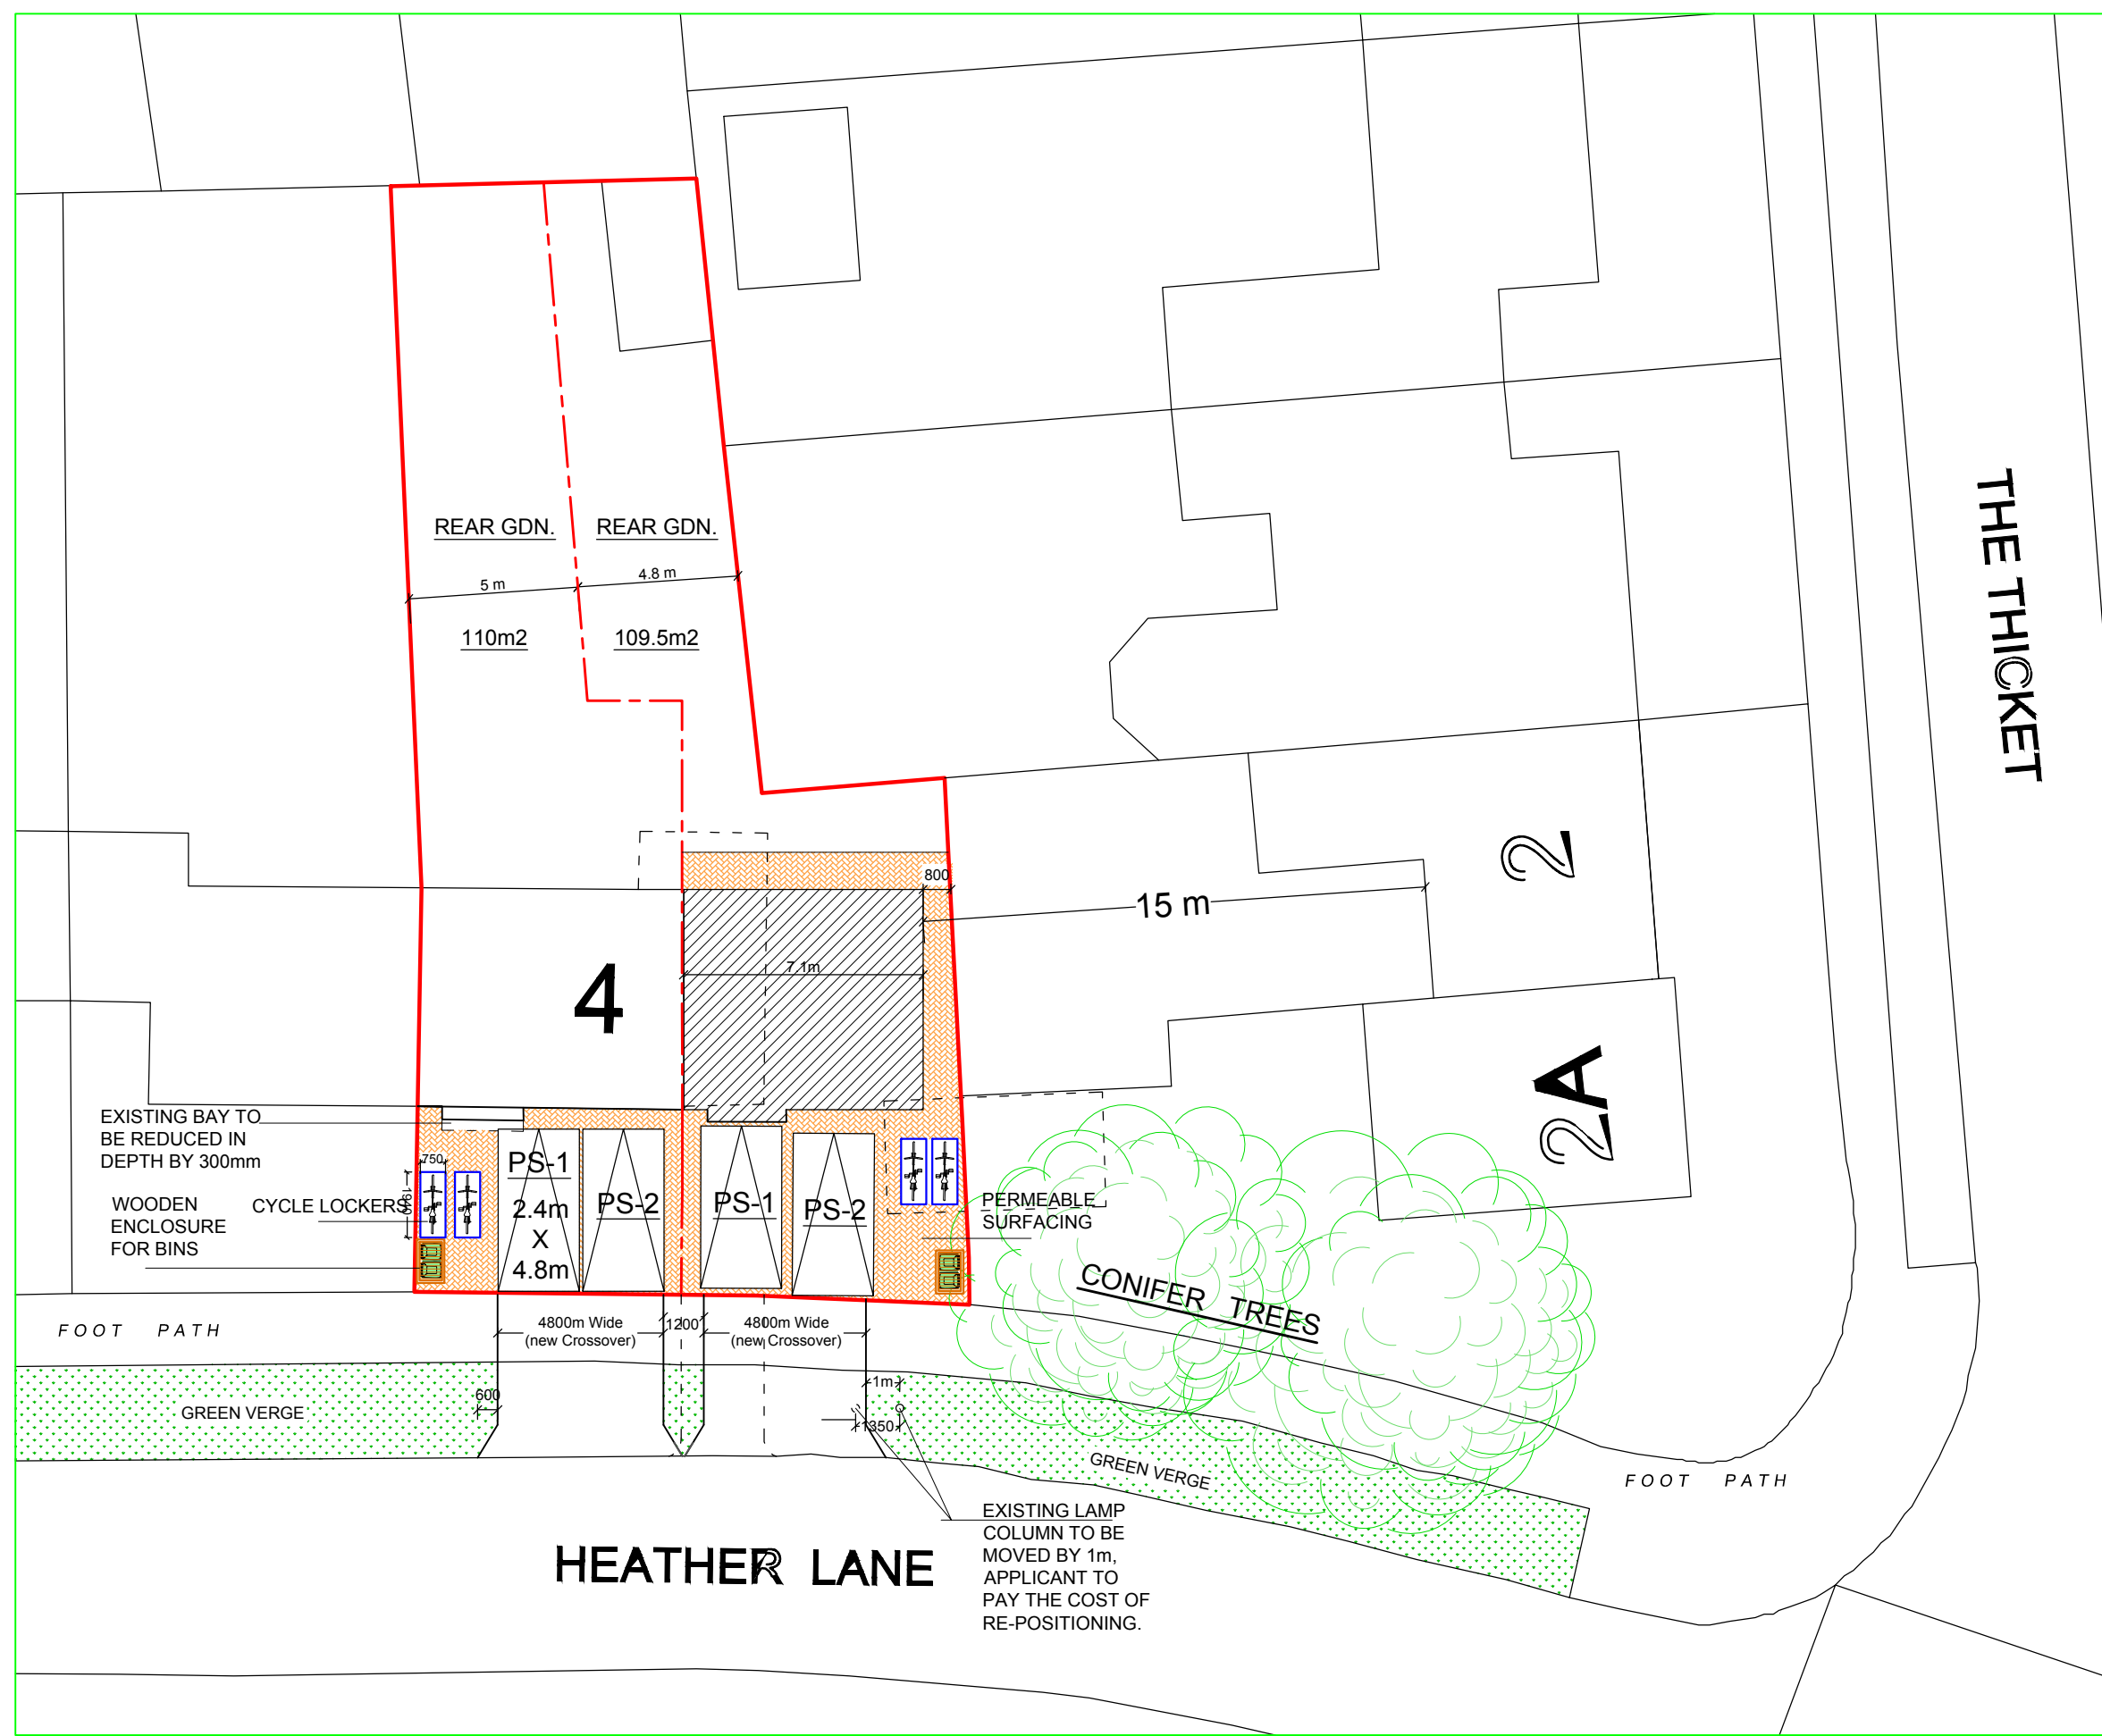 THE THICKET
REAR GDN.
REAR GDN.
5 m
4.8 m
110m2
109.5m2
800
15 m
2
7.1m
4
2A
EXISTING BAY TO
BE REDUCED IN
DEPTH BY 300mm
WOODEN
ENCLOSURE
FOR BINS
CYCLE LOCKERS
750
1900
PS-1
2.4m
X
4.8m
PS-2
PS-1
PS-2
PERMEABLE
SURFACING
CONIFER TREES
FOOT PATH
4800m Wide
(new Crossover)
1200
4800m Wide
(new Crossover)
600
GREEN VERGE
1m
1350
GREEN VERGE
FOOT PATH
EXISTING LAMP
COLUMN TO BE
MOVED BY 1m,
APPLICANT TO
PAY THE COST OF
RE-POSITIONING.
HEATHER LANE